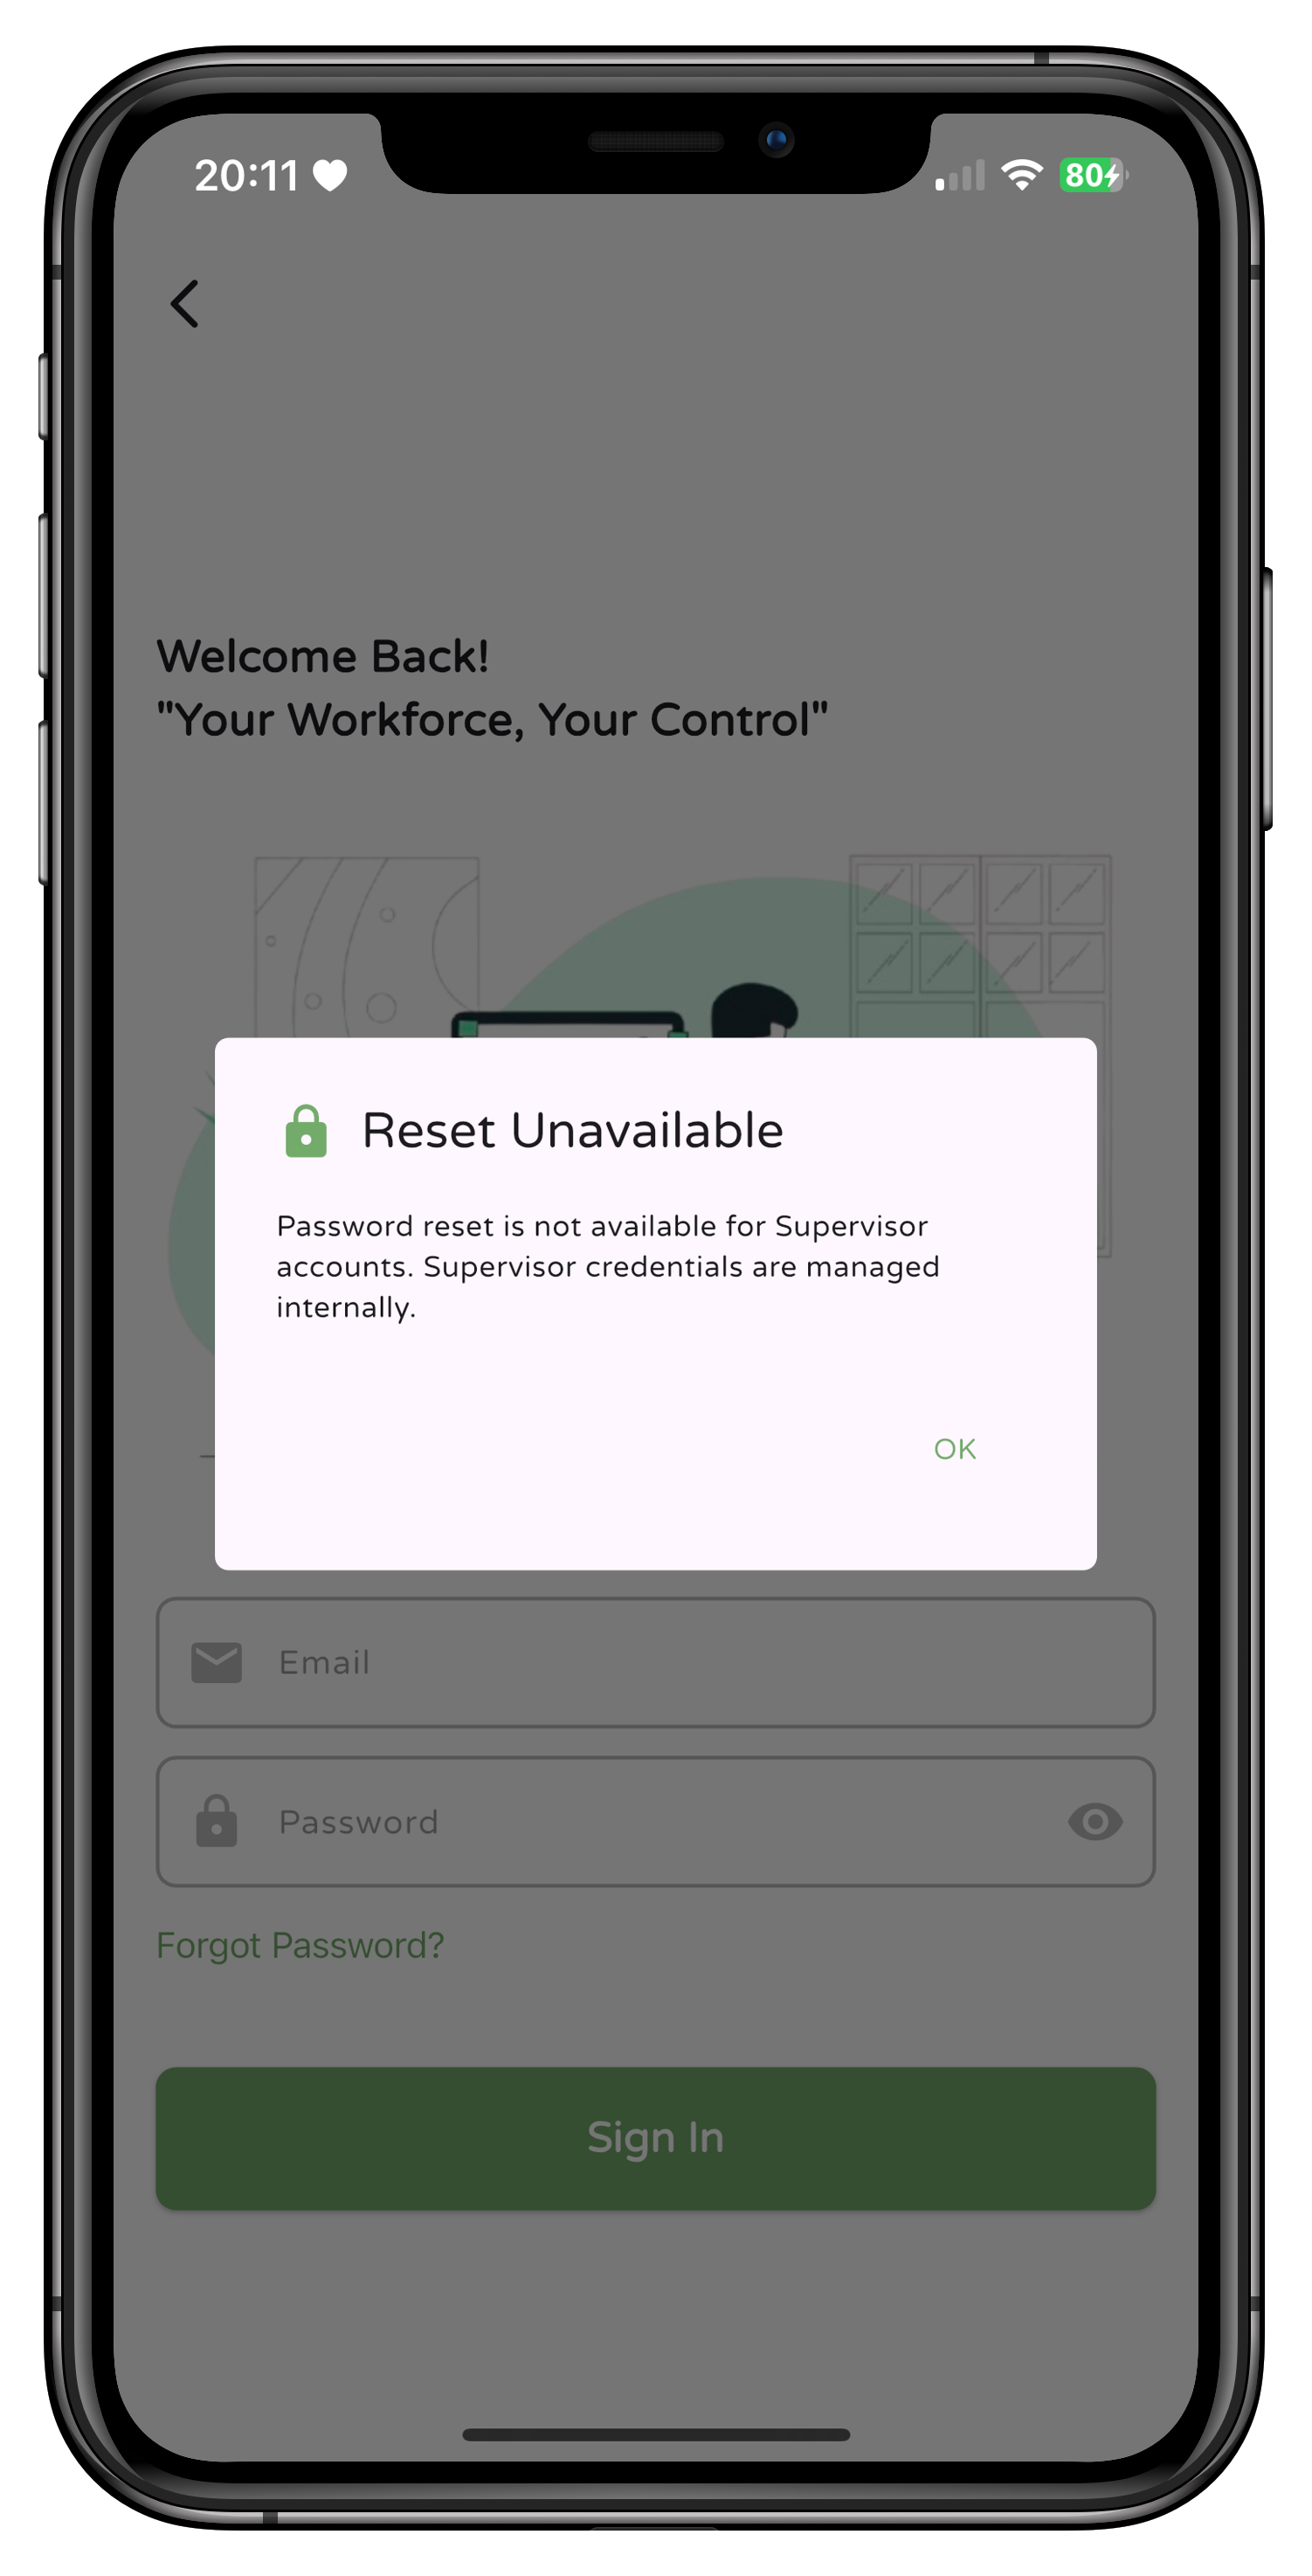 20:11
80
Welcome Back!
"Your Workforce, Your Control"
Reset Unavailable
Password reset is not available for Supervisor
accounts. Supervisor credentials are managed
internally.
OK
Email
Password
Forgot Password?
Sign In